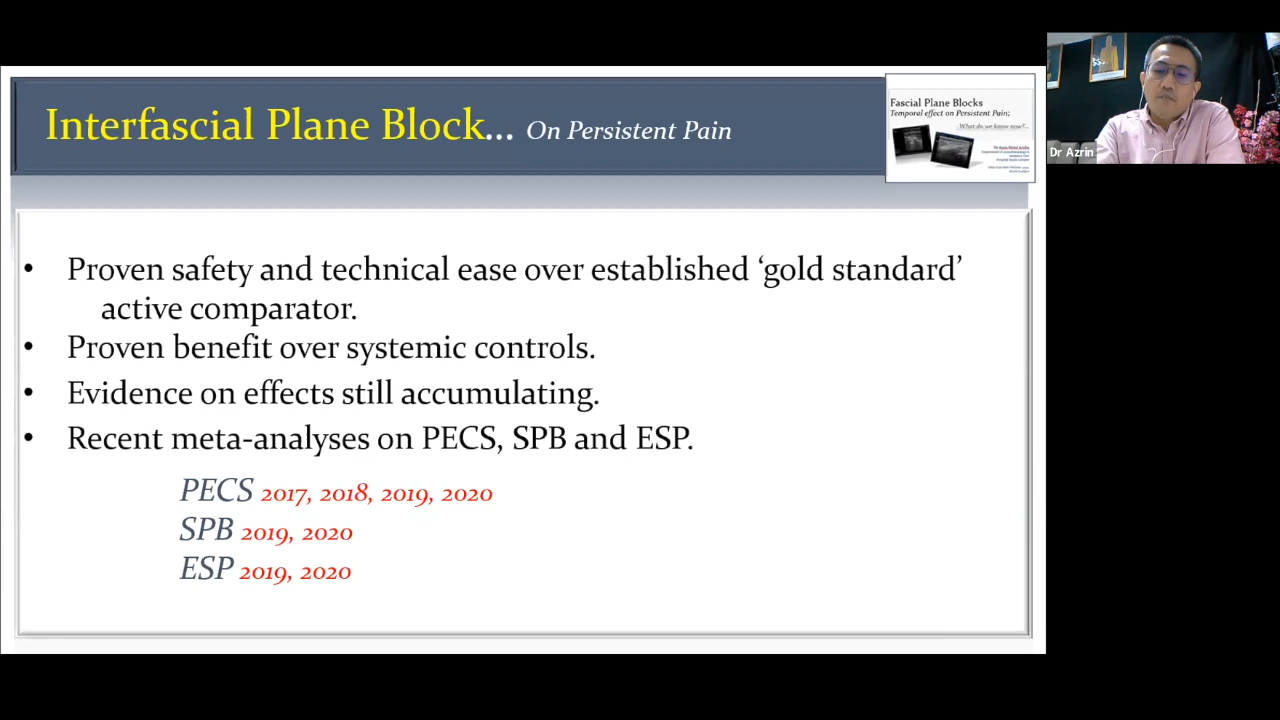 Interfascial Plane Block... On Persistent Pain
Fascial Plane Blocks
Temporal effect on Persistent Pain;
What do we know now?...
Dr Azrin
• Proven safety and technical ease over established ‘gold standard’
active comparator.
• Proven benefit over systemic controls.
• Evidence on effects still accumulating.
• Recent meta-analyses on PECS, SPB and ESP.
PECS 2017, 2018, 2019, 2020
SPB 2019, 2020
ESP 2019, 2020